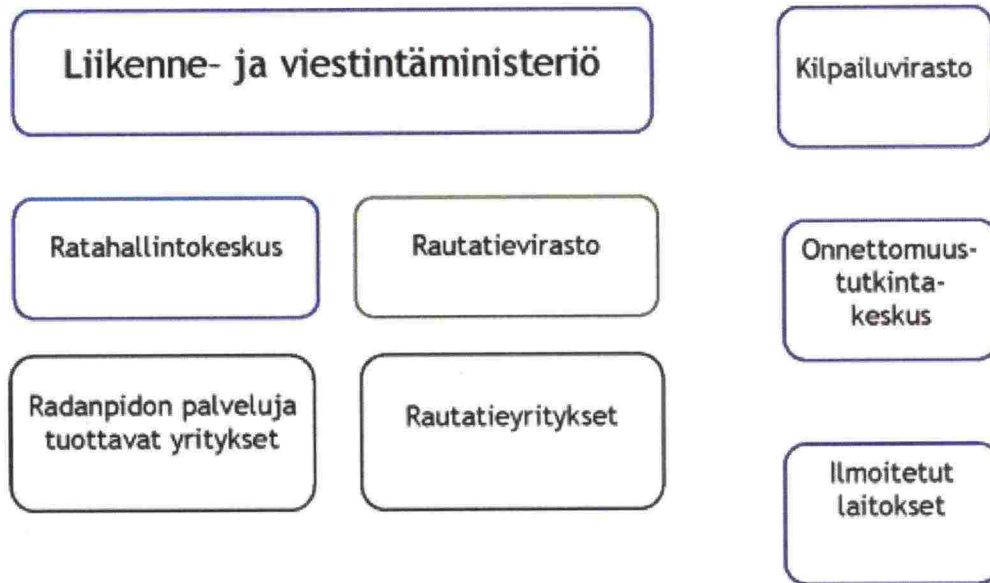 Liikenne- ja viestintäministeriö
Kilpailuvirasto
Ratahallintokeskus
Rautatievirasto
Onnettomuus-
tutkinta-
keskus
Radanpidon palveluja
tuottavat yritykset
Rautatieyritykset
Ilmoitetut
laitokset